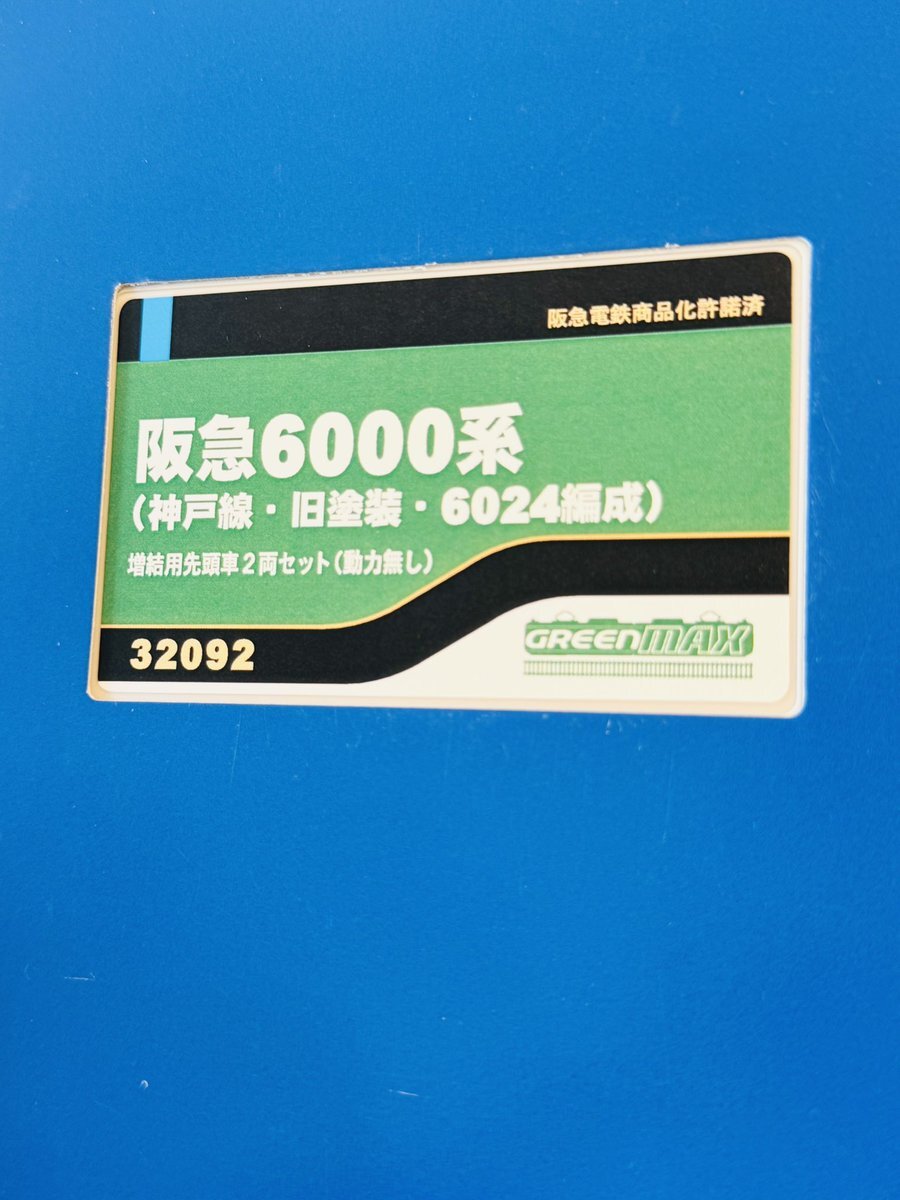 阪急電鉄商品化許諾済
阪急6000系
(神戸線・旧塗装・6024編成)
増結用先頭車2両セット(動力無し)
32092
GREENMAX